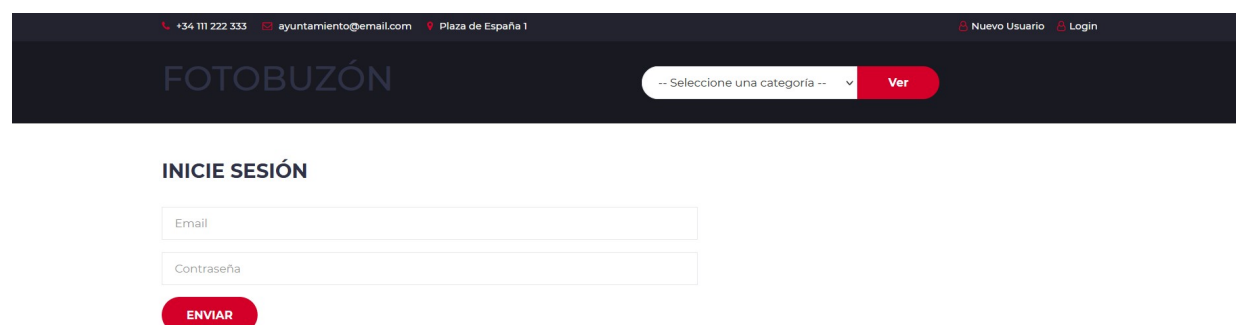 +34 111 222 333 ayuntamiento@email.com Plaza de España 1 Nuevo Usuario Login
FOTOBUZÓN
-- Seleccione una categoría -- Ver
INICIE SESIÓN
Email
Contraseña
ENVIAR